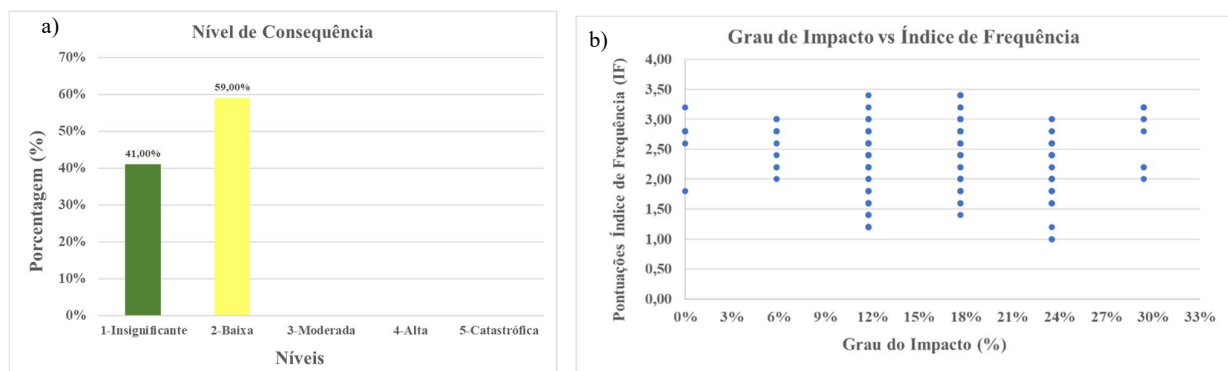 a)
Nível de Consequência
70%
60%
50%
40%
30%
20%
10%
0%
Porcentagem (%)
41,00%
59,00%
1-Insignificante 2-Baixa 3-Moderada 4-Alta 5-Catastrófica
Níveis
b)
Grau de Impacto vs Índice de Frequência
4,00
3,50
3,00
2,50
2,00
1,50
1,00
0,50
0,00
Pontuações Índice de Frequência (IF)
0% 3% 6% 9% 12% 15% 18% 21% 24% 27% 30% 33%
Grau do Impacto (%)